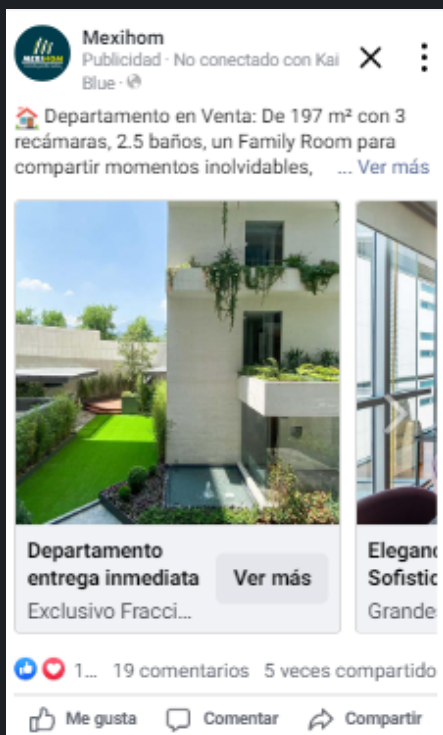 Mexihom
Publicidad · No conectado con Kai
Blue ·
Departamento en Venta: De 197 m² con 3
recámaras, 2.5 baños, un Family Room para
compartir momentos inolvidables, ... Ver más
Departamento
entrega inmediata
Exclusivo Fracci...
Ver más
Elegan
Sofistic
Grande
1... 19 comentarios 5 veces compartido
Me gusta Comentar Compartir